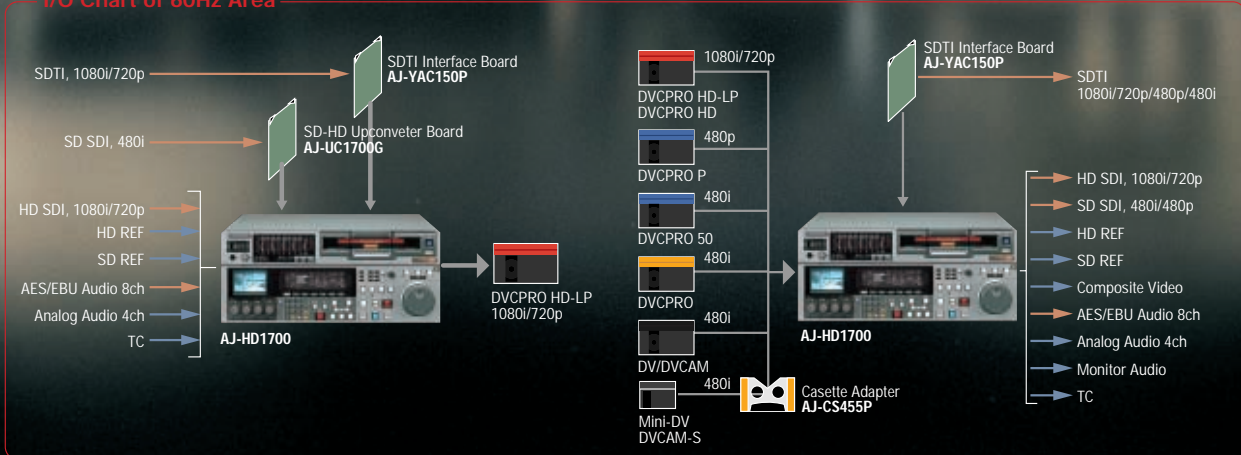 I/O Chart of 60Hz Area
SDTI, 1080i/720p
SDTI Interface Board
AJ-YAC150P
SD SDI, 480i
SD-HD Upconveter Board
AJ-UC1700G
HD SDI, 1080i/720p
HD REF
SD REF
AES/EBU Audio 8ch
Analog Audio 4ch
TC
AJ-HD1700
DVCPRO HD-LP
1080i/720p
1080i/720p
DVCPRO HD-LP
DVCPRO HD
480p
DVCPRO P
480i
DVCPRO 50
480i
DVCPRO
480i
DV/DVCAM
480i
Mini-DV
DVCAM-S
Casette Adapter
AJ-CS455P
SDTI Interface Board
AJ-YAC150P
SDTI
1080i/720p/480p/480i
AJ-HD1700
HD SDI, 1080i/720p
SD SDI, 480i/480p
HD REF
SD REF
Composite Video
AES/EBU Audio 8ch
Analog Audio 4ch
Monitor Audio
TC